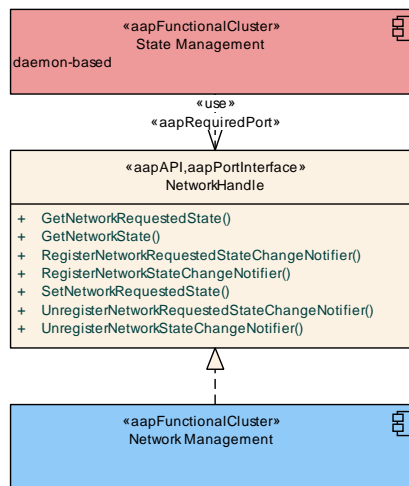 «aapFunctionalCluster»
State Management
daemon-based
«use»
«aapRequiredPort»
«aapAPI,aapPortInterface»
NetworkHandle
+ GetNetworkRequestedState()
+ GetNetworkState()
+ RegisterNetworkRequestedStateChangeNotifier()
+ RegisterNetworkStateChangeNotifier()
+ SetNetworkRequestedState()
+ UnregisterNetworkRequestedStateChangeNotifier()
+ UnregisterNetworkStateChangeNotifier()
«aapFunctionalCluster»
Network Management